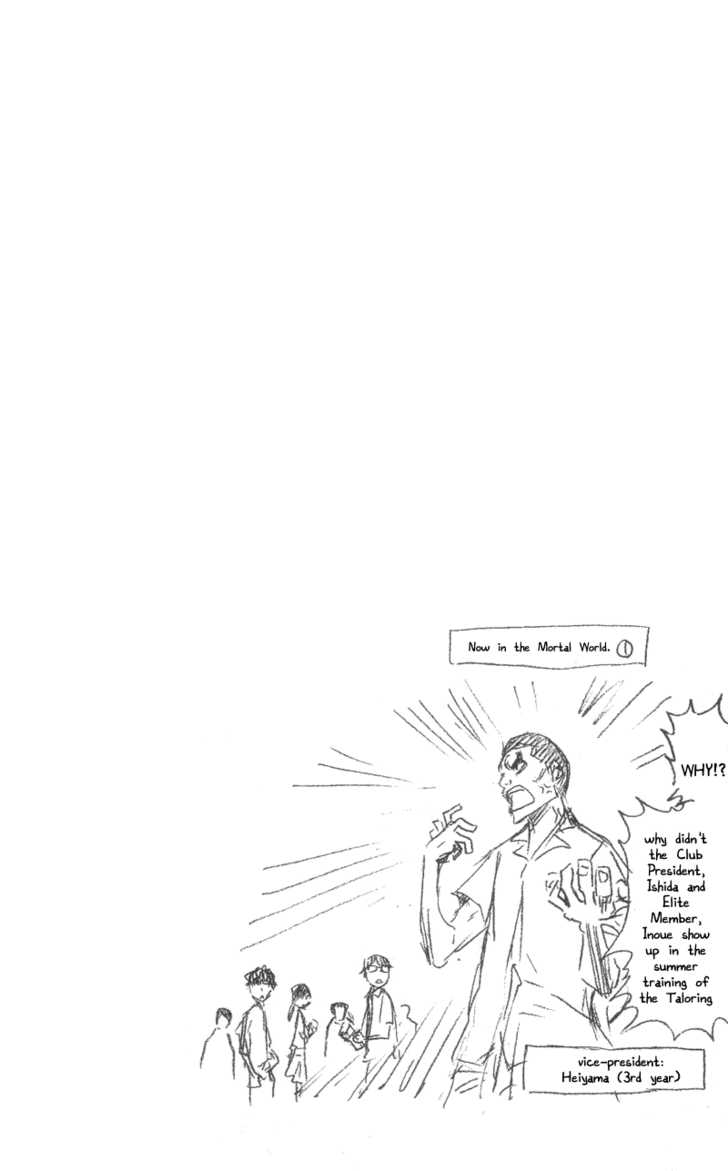 Now in the Mortal World. ①
WHY!?
why didn't
the Club
President,
Ishida and
Elite
Member,
Inoue show
up in the
summer
training of
the Taloring
vice-president:
Heiyama (3rd year)